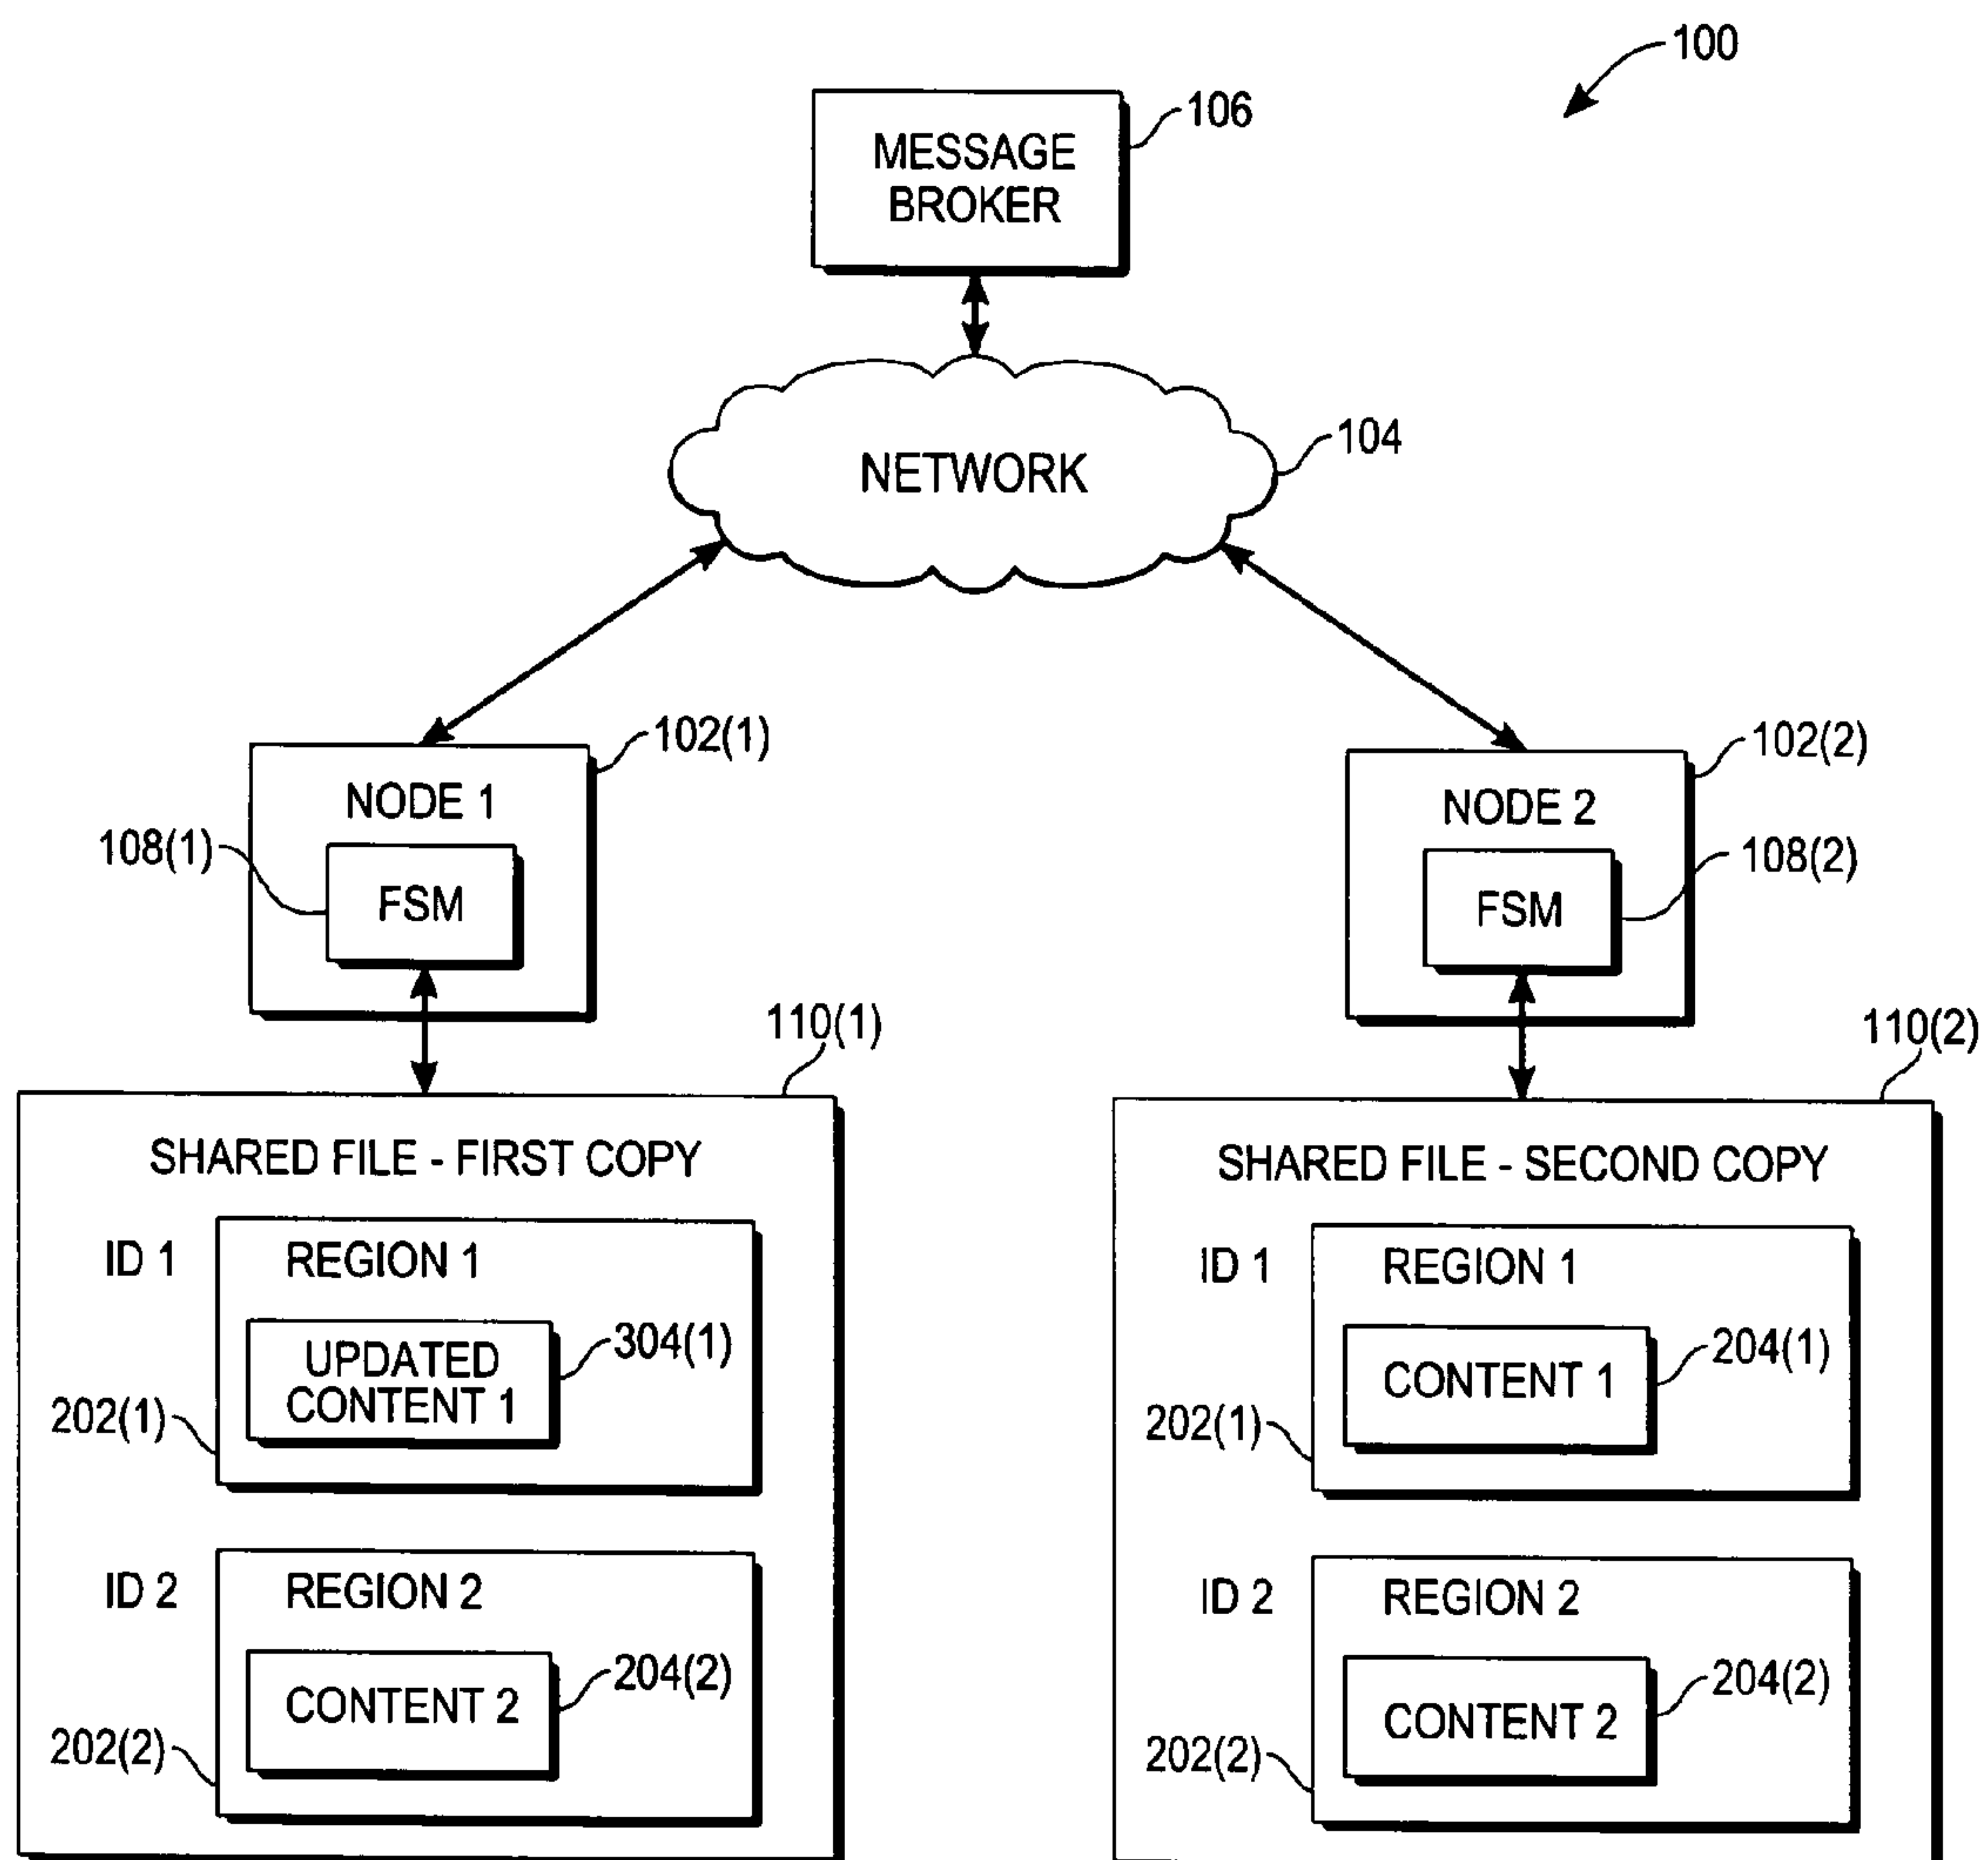 100
106
MESSAGE
BROKER
104
NETWORK
102(1)
NODE 1
108(1)
FSM
102(2)
NODE 2
108(2)
FSM
110(1)
SHARED FILE - FIRST COPY
ID 1
REGION 1
304(1)
UPDATED
CONTENT 1
202(1)
ID 2
REGION 2
204(2)
CONTENT 2
202(2)
110(2)
SHARED FILE - SECOND COPY
ID 1
REGION 1
204(1)
CONTENT 1
202(1)
ID 2
REGION 2
204(2)
CONTENT 2
202(2)